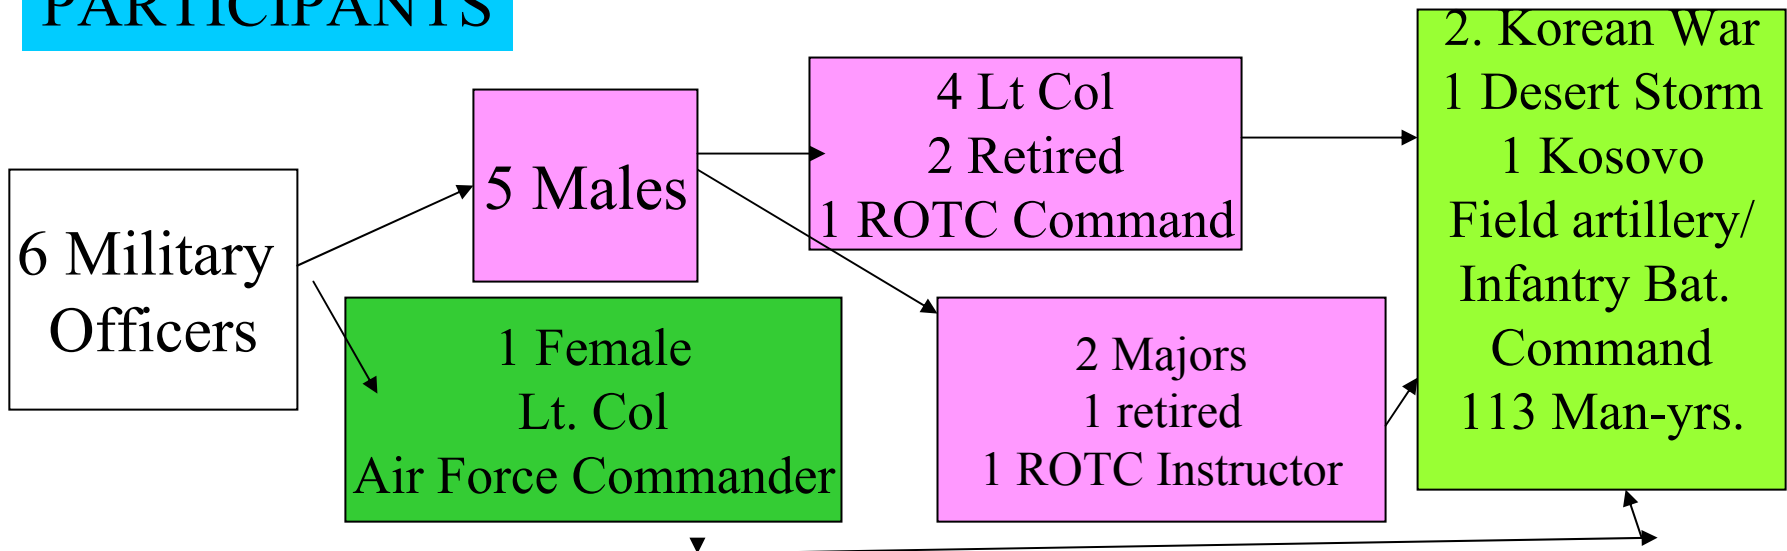 PARTICIPANTS
6 Military
Officers
5 Males
1 Female
Lt. Col
Air Force Commander
4 Lt Col
2 Retired
1 ROTC Command
2 Majors
1 retired
1 ROTC Instructor
2. Korean War
1 Desert Storm
1 Kosovo
Field artillery/
Infantry Bat.
Command
113 Man-yrs.